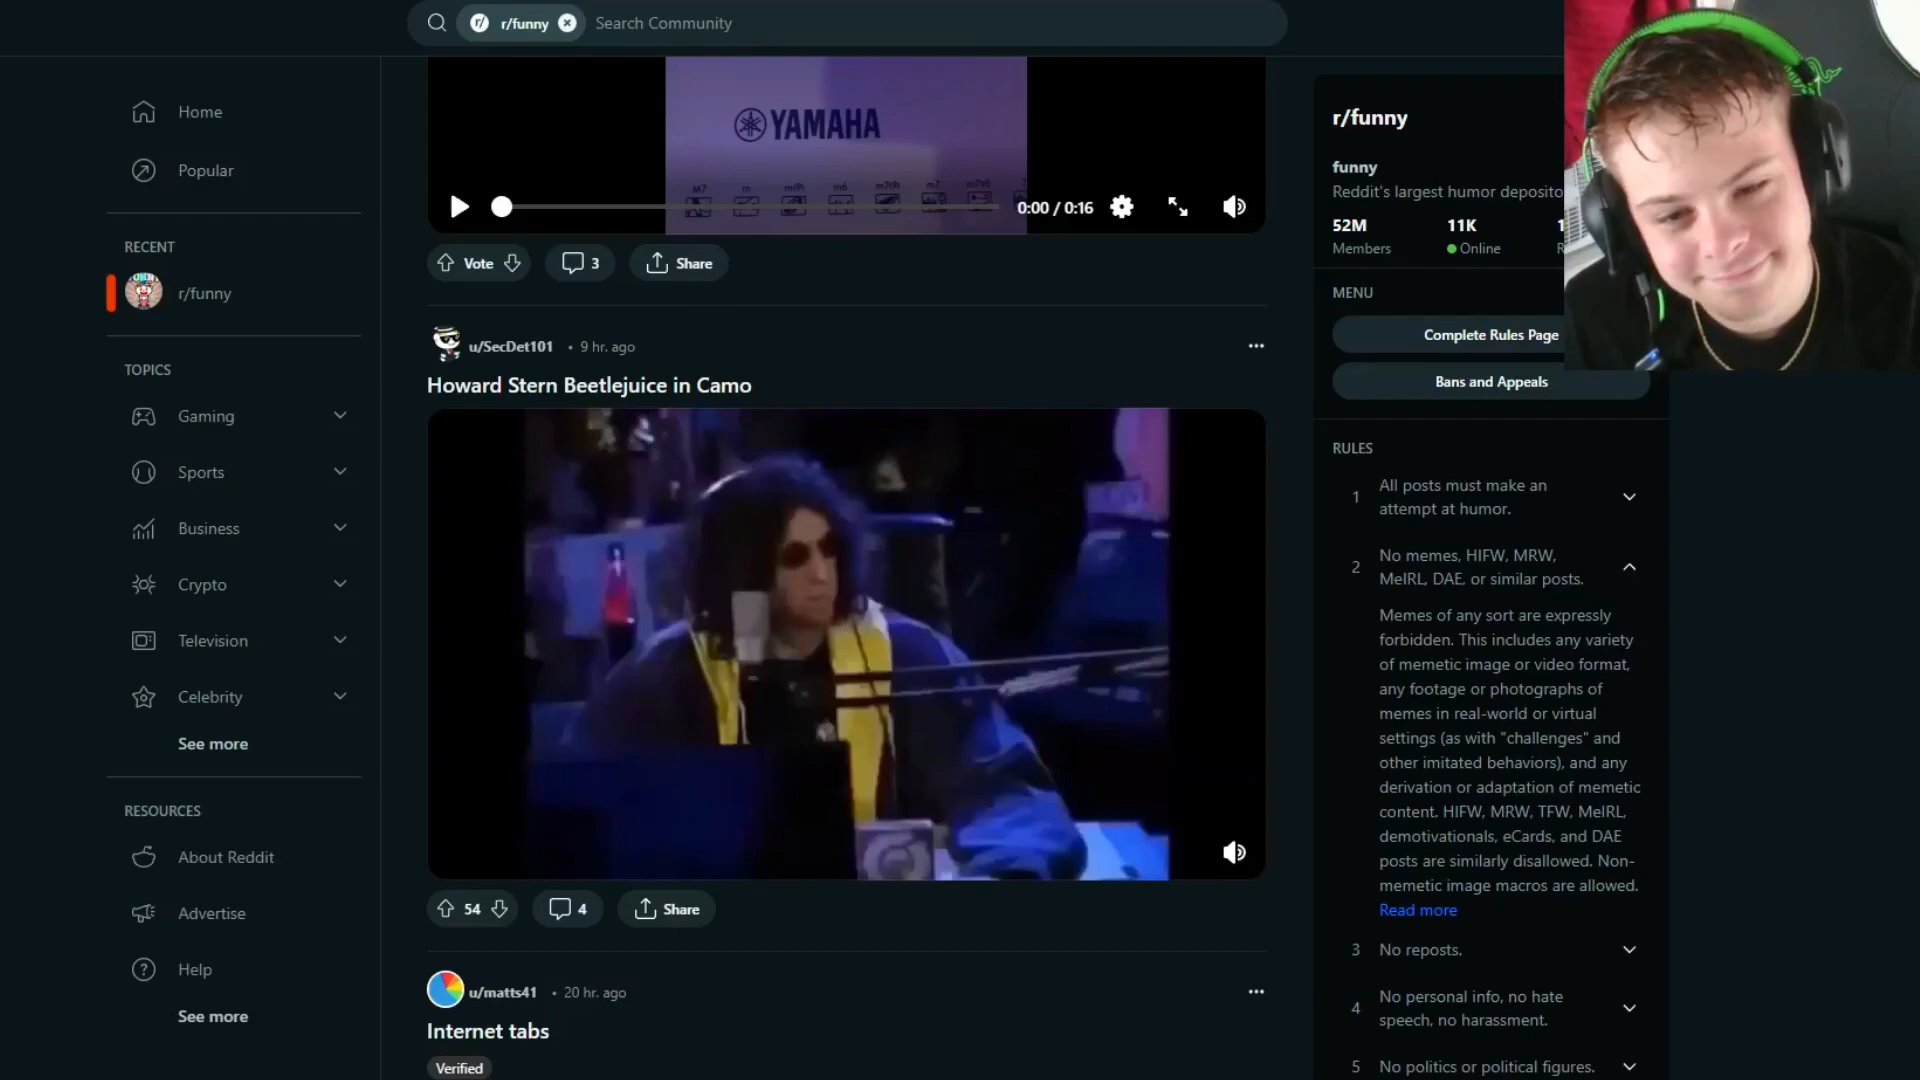 r/funny
Search Community
Home
Popular
RECENT
r/funny
TOPICS
Gaming
Sports
Business
Crypto
Television
Celebrity
See more
RESOURCES
About Reddit
Advertise
Help
See more
YAMAHA
M7 m m(9) m6 m7(9) m7 m7♭5
0:00 / 0:16
Vote
3
Share
u/SecDet101 • 9 hr. ago
Howard Stern Beetlejuice in Camo
54
4
Share
u/matts41 • 20 hr. ago
Internet tabs
Verified
r/funny
funny
Reddit's largest humor deposito
52M
11K
Members
Online
MENU
Complete Rules Page
Bans and Appeals
RULES
1
All posts must make an
attempt at humor.
2
No memes, HIFW, MRW,
MeIRL, DAE, or similar posts.
Memes of any sort are expressly
forbidden. This includes any variety
of memetic image or video format,
any footage or photographs of
memes in real-world or virtual
settings (as with "challenges" and
other imitated behaviors), and any
derivation or adaptation of memetic
content. HIFW, MRW, TFW, MeIRL,
demotivationals, eCards, and DAE
posts are similarly disallowed. Non-
memetic image macros are allowed.
Read more
3
No reposts.
4
No personal info, no hate
speech, no harassment.
5
No politics or political figures.